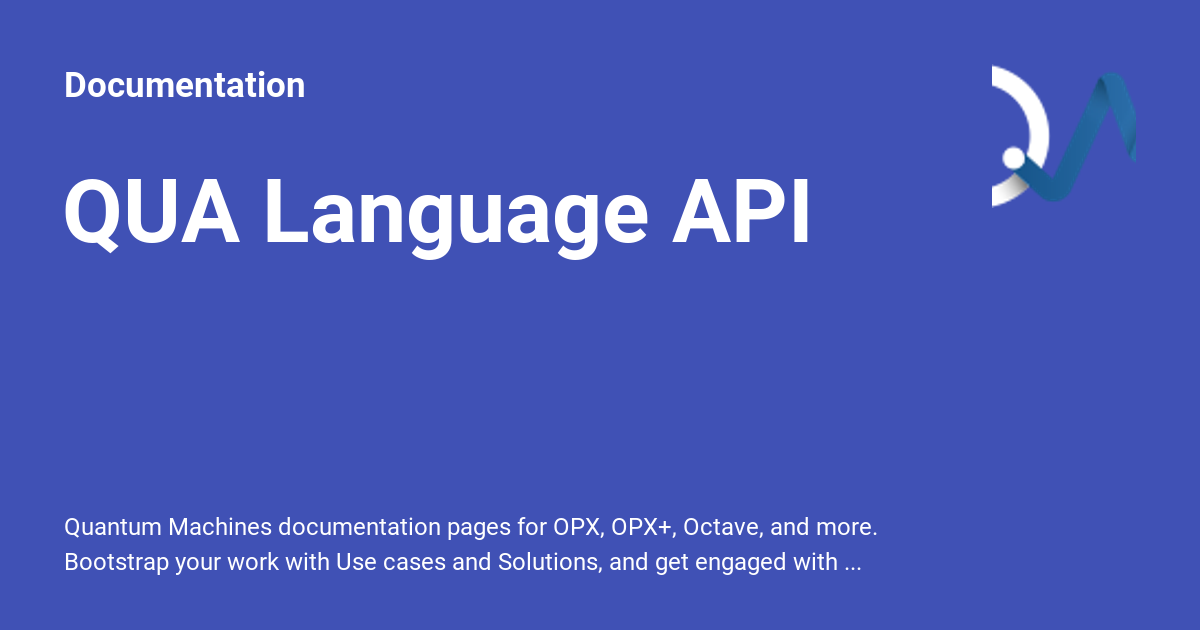 Documentation
QUA Language API
Quantum Machines documentation pages for OPX, OPX+, Octave, and more.
Bootstrap your work with Use cases and Solutions, and get engaged with ...